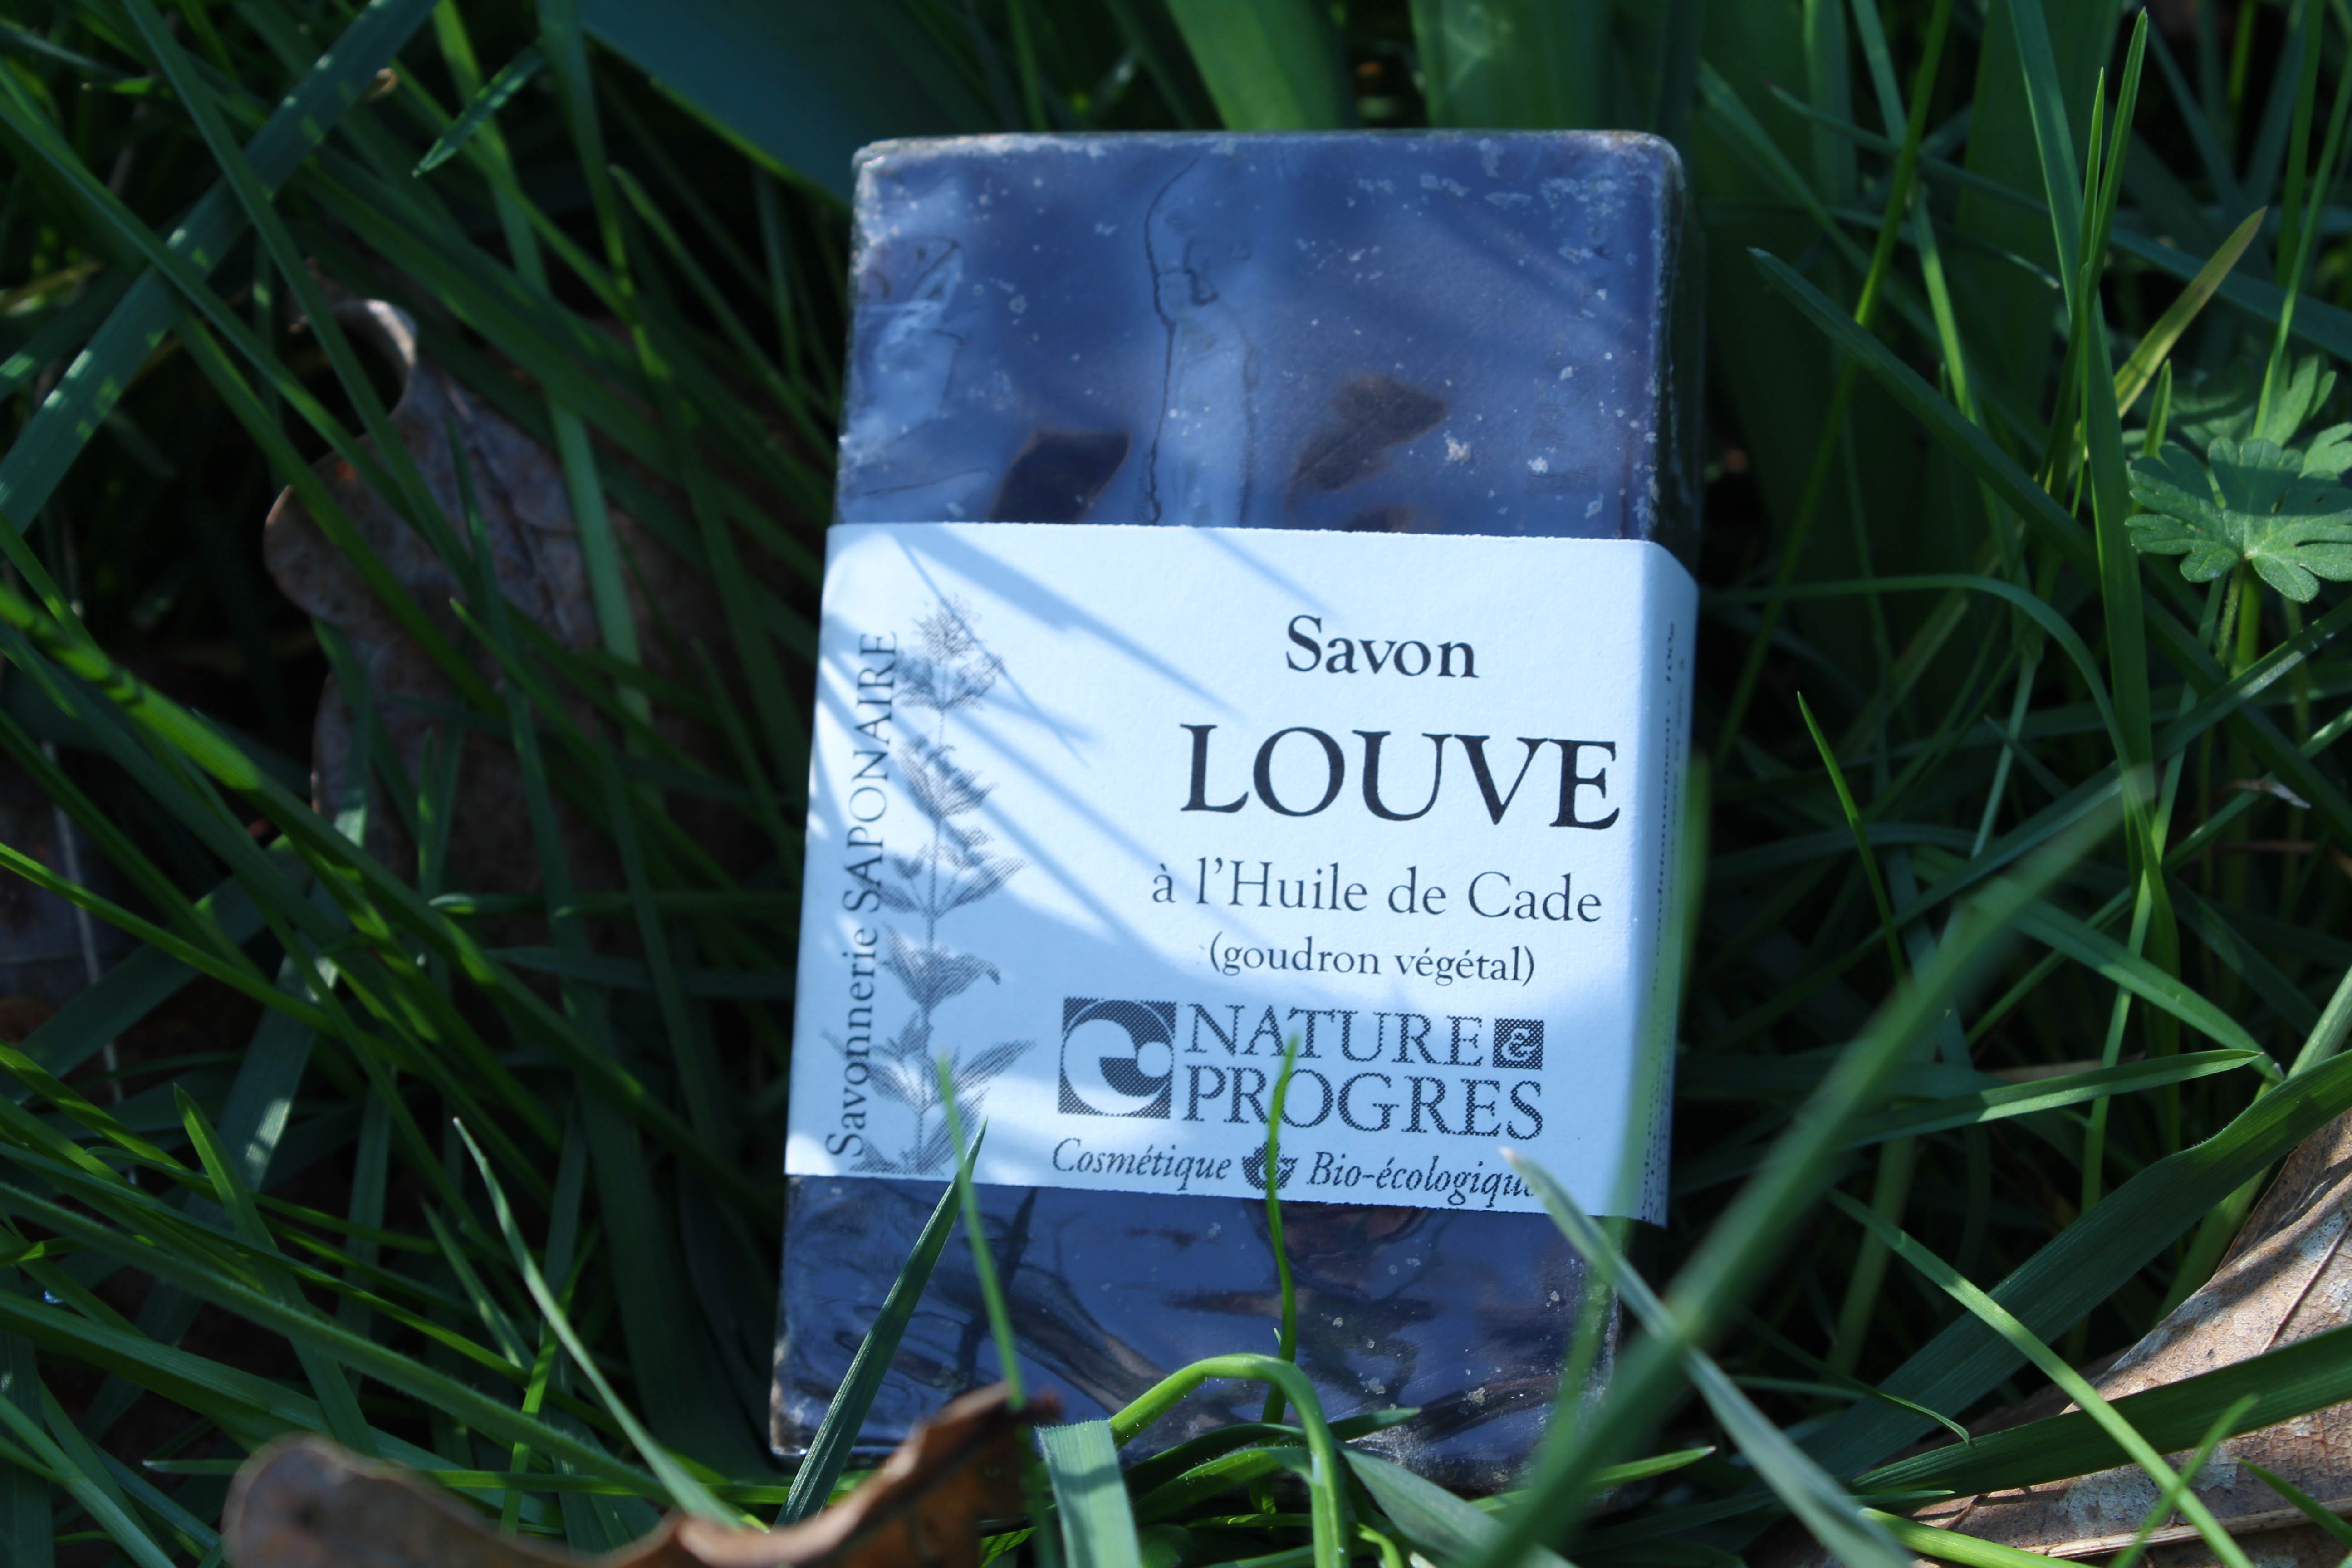 Savonnerie SAPONAIRE
Savon
LOUVE
à l'Huile de Cade
(goudron végétal)
NATURE &
PROGRES
Cosmétique & Bio-écologique